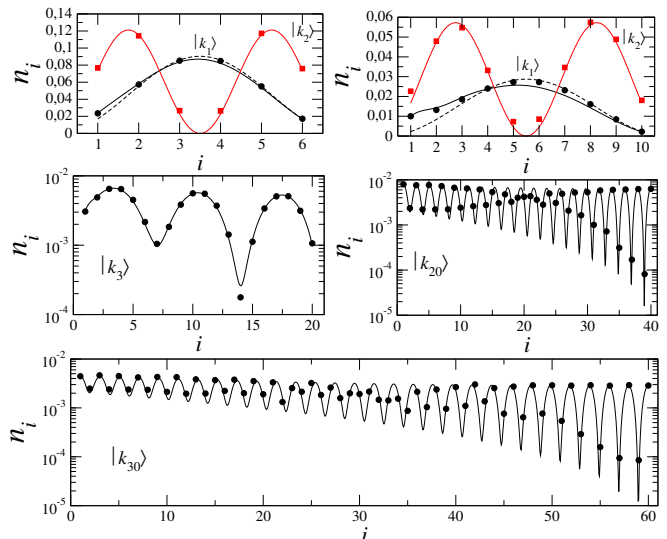 0,14
0,12
0,1
0,08
0,06
0,04
0,02
0
n_i
|k_1⟩
|k_2⟩
1 2 3 4 5 6
i
0,06
0,05
0,04
0,03
0,02
0,01
0
n_i
|k_1⟩
|k_2⟩
1 2 3 4 5 6 7 8 9 10
i
10^-2
10^-3
10^-4
n_i
|k_3⟩
0 5 10 15 20
i
10^-2
10^-3
10^-4
10^-5
n_i
|k_20⟩
0 5 10 15 20 25 30 35 40
i
10^-2
10^-3
10^-4
10^-5
n_i
|k_30⟩
0 10 20 30 40 50 60
i